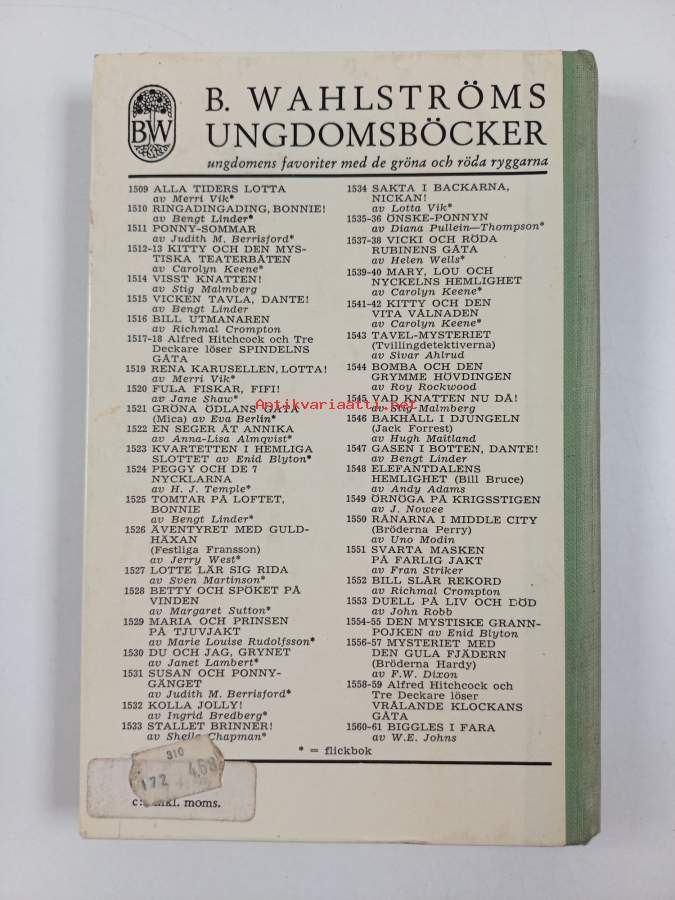 BW
B. WAHLSTRÖMS
UNGDOMSBÖCKER
ungdomens favoriter med de gröna och röda ryggarna
1509 ALLA TIDERS LOTTA
av Merri Vik*
1510 RINGADINGADING, BONNIE!
av Bengt Linder*
1511 PONNY-SOMMAR
av Judith M. Berrisford*
1512-13 KITTY OCH DEN MYS-
TISKA TEATERBÅTEN
av Carolyn Keene*
1514 VISST KNATTEN!
av Stig Malmberg
1515 VICKEN TAVLA, DANTE!
av Bengt Linder
1516 BILL UTMANAREN
av Richmal Crompton
1517-18 Alfred Hitchcock och Tre
Deckare löser SPINDELNS
GÅTA
1519 RENA KARUSELLEN, LOTTA!
av Merri Vik*
1520 FULA FISKAR, FIFI!
av Jane Shaw*
1521 GRÖNA ÖDLANS GÅTA
(Mica) av Eva Berlin*
1522 EN SEGER ÅT ANNIKA
av Anna-Lisa Almqvist*
1523 KVARTETTEN I HEMLIGA
SLOTTET av Enid Blyton*
1524 PEGGY OCH DE 7
NYCKLARNA
av H. J. Temple*
1525 TOMTAR PÅ LOFTET,
BONNIE
av Bengt Linder*
1526 ÄVENTYRET MED GULD-
HÄXAN
(Festliga Fransson)
av Jerry West*
1527 LOTTE LÄR SIG RIDA
av Sven Martinson*
1528 BETTY OCH SPÖKET PÅ
VINDEN
av Margaret Sutton*
1529 MARIA OCH PRINSEN
PÅ TJUVJAKT
av Marie Louise Rudolfsson*
1530 DU OCH JAG, GRYNET
av Janet Lambert*
1531 SUSAN OCH PONNY-
GÄNGET
av Judith M. Berrisford*
1532 KOLLA JOLLY!
av Ingrid Bredberg*
1533 STALLET BRINNER!
av Sheila Chapman*
1534 SAKTA I BACKARNA,
NICKAN!
av Lotta Vik*
1535-36 ÖNSKE-PONNYN
av Diana Pullein—Thompson*
1537-38 VICKI OCH RÖDA
RUBINENS GÅTA
av Helen Wells*
1539-40 MARY, LOU OCH
NYCKELNS HEMLIGHET
av Carolyn Keene*
1541-42 KITTY OCH DEN
VITA VÅLNADEN
av Carolyn Keene*
1543 TAVEL-MYSTERIET
(Tvillingdetektiverna)
av Sivar Ahlrud
1544 BOMBA OCH DEN
GRYMME HÖVDINGEN
av Roy Rockwood
1545 VAD KNATTEN NU DÅ!
av Stig Malmberg
1546 BAKHÅLL I DJUNGELN
(Jack Forrest)
av Hugh Maitland
1547 GASEN I BOTTEN, DANTE!
av Bengt Linder
1548 ELEFANTDALENS
HEMLIGHET (Bill Bruce)
av Andy Adams
1549 ÖRNÖGA PÅ KRIGSSTIGEN
av J. Nowee
1550 RÅNARNA I MIDDLE CITY
(Bröderna Perry)
av Uno Modin
1551 SVARTA MASKEN
PÅ FARLIG JAKT
av Fran Striker
1552 BILL SLÅR REKORD
av Richmal Crompton
1553 DUELL PÅ LIV OCH DÖD
av John Robb
1554-55 DEN MYSTISKE GRANN-
POJKEN av Enid Blyton
1556-57 MYSTERIET MED
DEN GULA FJÄDERN
(Bröderna Hardy)
av F.W. Dixon
1558-59 Alfred Hitchcock och
Tre Deckare löser
VRÅLANDE KLOCKANS
GÅTA
1560-61 BIGGLES I FARA
av W.E. Johns
* = flickbok
310
172 4,68
inkl. moms.
Antikvariaatti.net